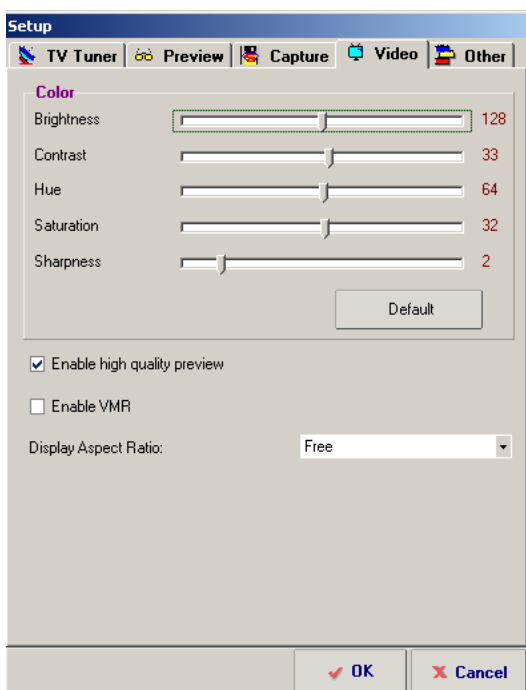 Setup
TV Tuner Preview Capture Video Other
Color
Brightness 128
Contrast 33
Hue 64
Saturation 32
Sharpness 2
Default
Enable high quality preview
Enable VMR
Display Aspect Ratio: Free
OK Cancel